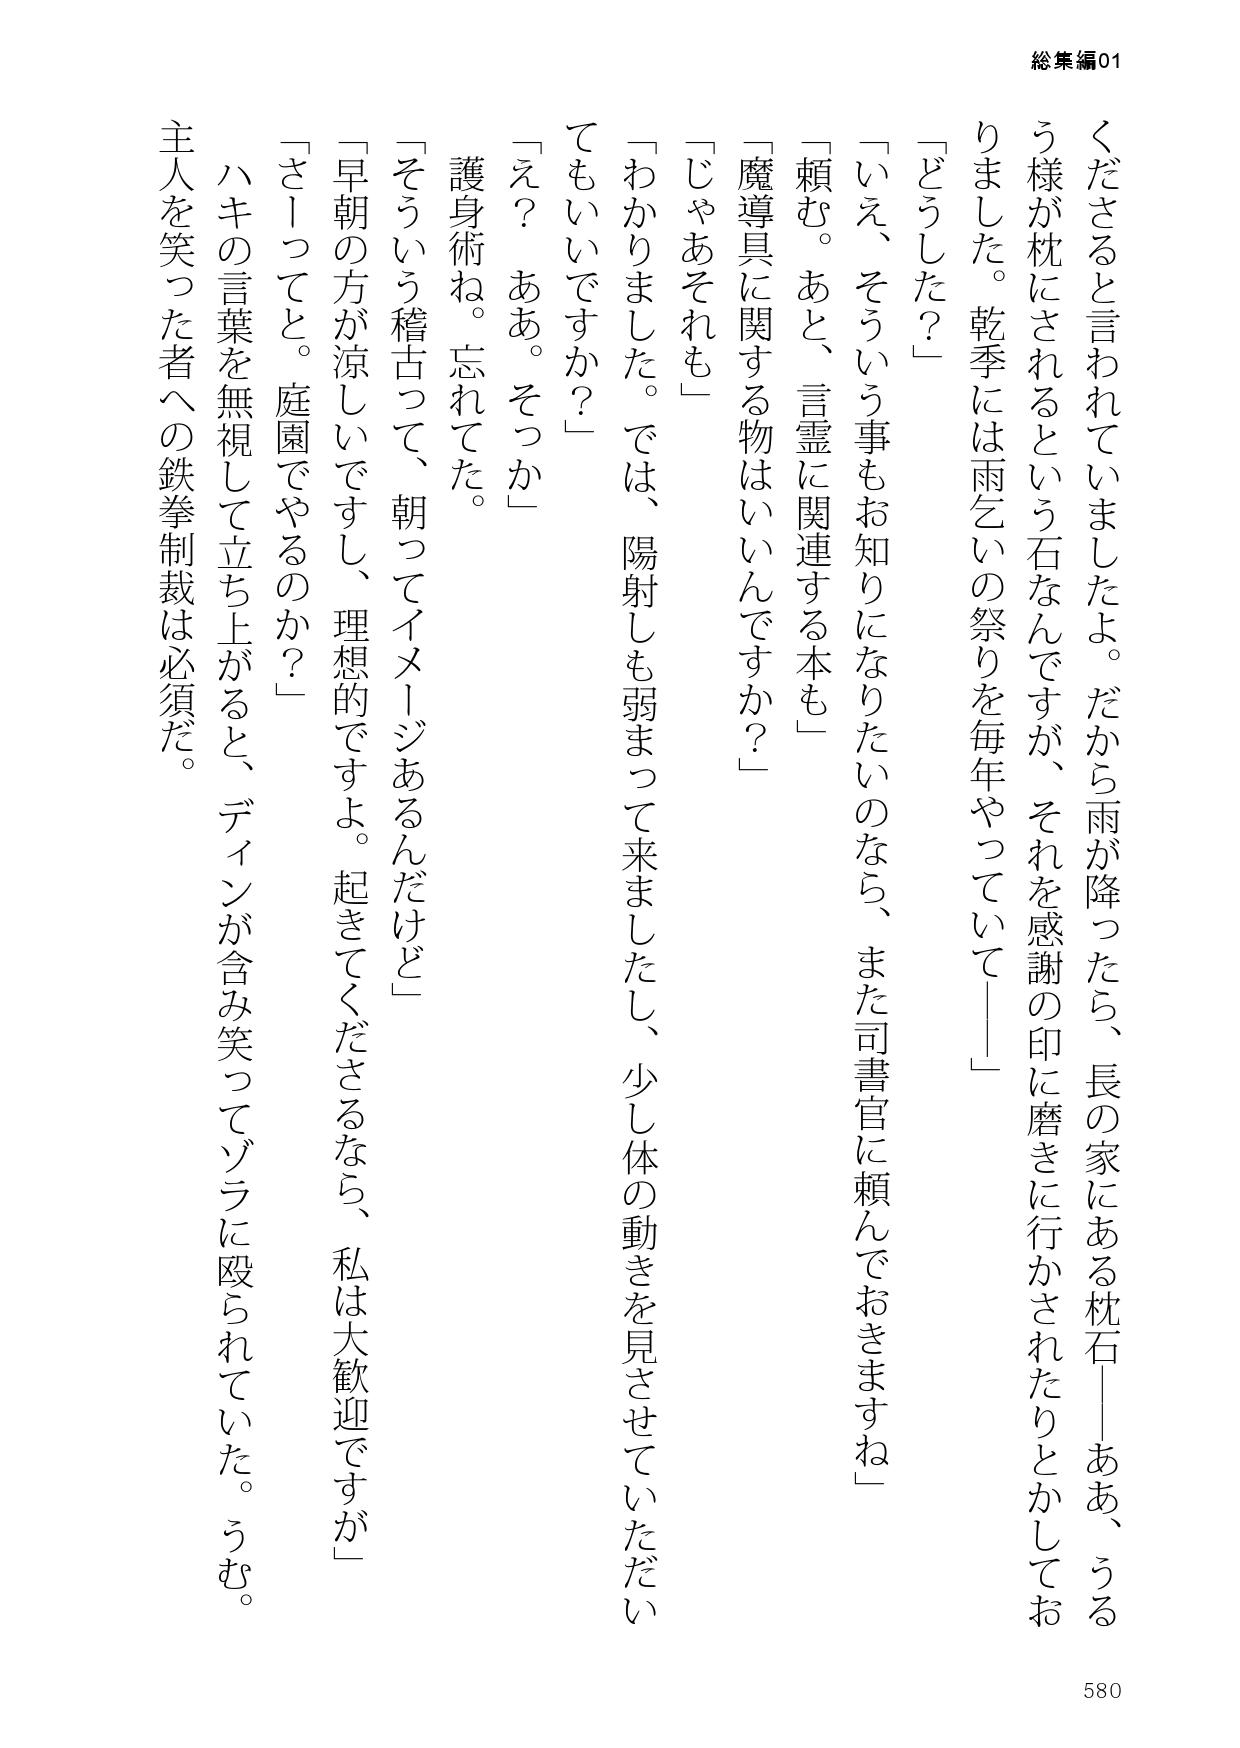 総集編01
くださると言われていましたよ。だから雨が降ったら、長の家にある枕石――ああ、うる
う様が枕にされるという石なんですが、それを感謝の印に磨きに行かされたりとかしてお
りました。乾季には雨乞いの祭りを毎年やっていて――」
「どうした？」
「いえ、そういう事もお知りになりたいのなら、また司書官に頼んでおきますね」
「頼む。あと、言霊に関連する本も」
「魔導具に関する物はいいんですか？」
「じゃあそれも」
「わかりました。では、陽射しも弱まって来ましたし、少し体の動きを見させていただい
てもいいですか？」
「え？　ああ。そっか」
　護身術ね。忘れてた。
「そういう稽古って、朝ってイメージあるんだけど」
「早朝の方が涼しいですし、理想的ですよ。起きてくださるなら、私は大歓迎ですが」
「さーってと。庭園でやるのか？」
　ハキの言葉を無視して立ち上がると、ディンが含み笑ってゾラに殴られていた。うむ。
主人を笑った者への鉄拳制裁は必須だ。
580